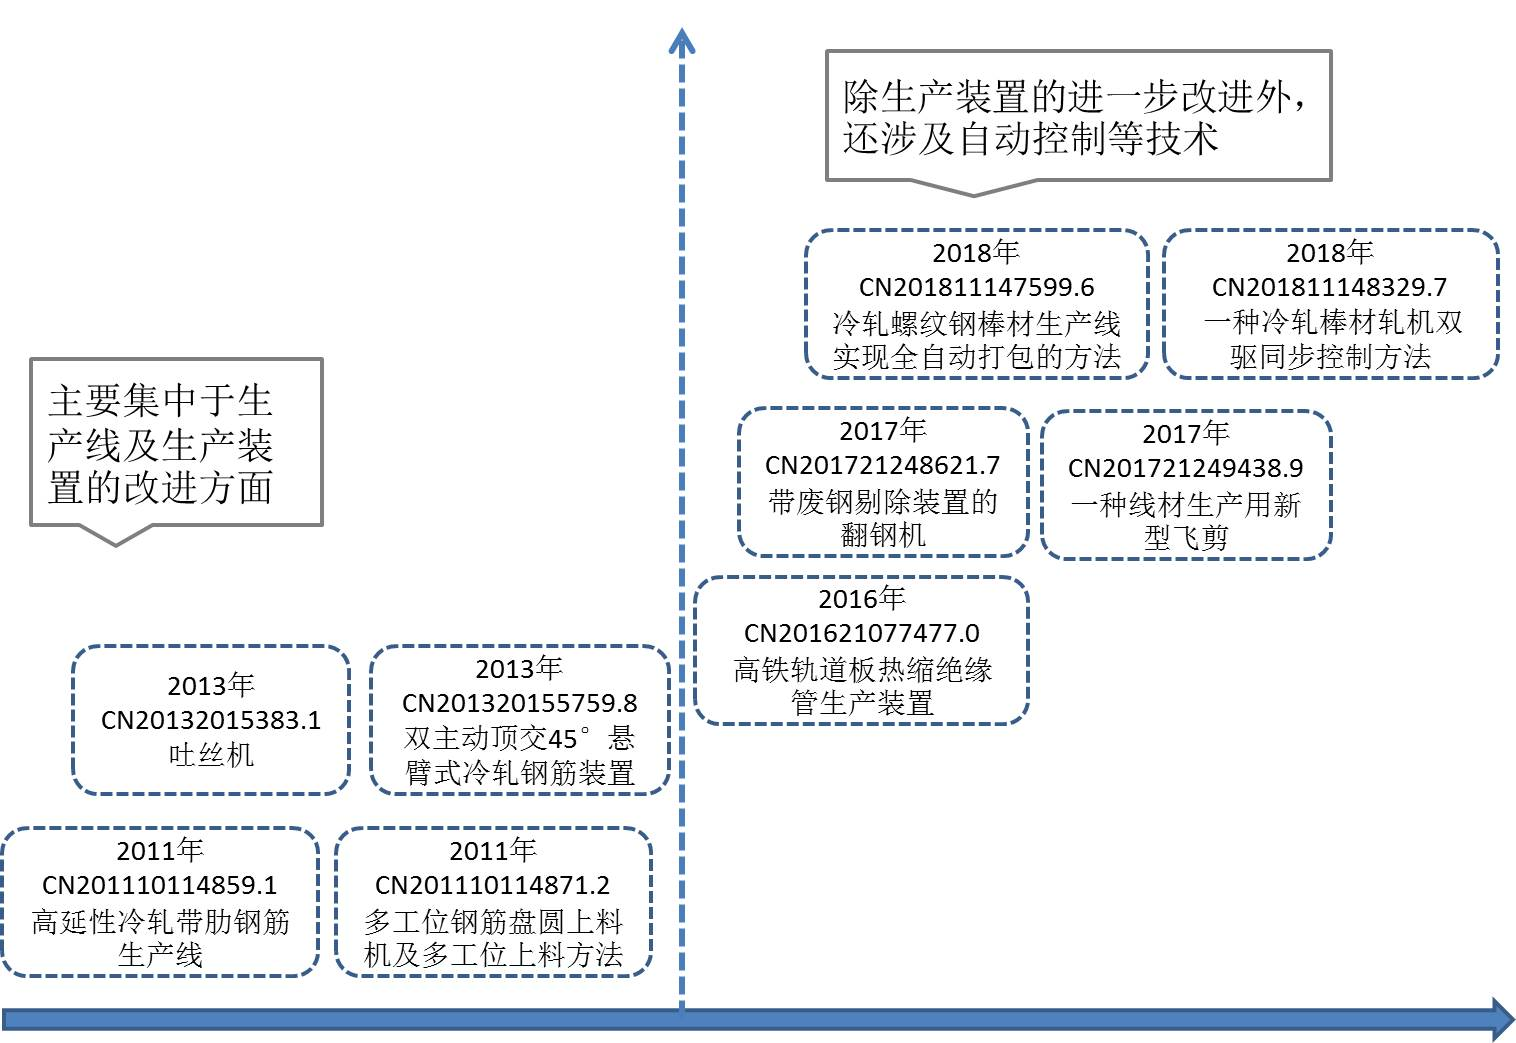 除生产装置的进一步改进外，
还涉及自动控制等技术
2018年
CN201811147599.6
冷轧螺纹钢棒材生产线
实现全自动打包的方法
2018年
CN201811148329.7
一种冷轧棒材轧机双
驱同步控制方法
主要集中于生
产线及生产装
置的改进方面
2017年
CN201721248621.7
带废钢剔除装置的
翻钢机
2017年
CN201721249438.9
一种线材生产用新
型飞剪
2016年
CN201621077477.0
高铁轨道板热缩绝缘
管生产装置
2013年
CN20132015383.1
吐丝机
2013年
CN201320155759.8
双主动顶交45°悬
臂式冷轧钢筋装置
2011年
CN201110114859.1
高延性冷轧带肋钢筋
生产线
2011年
CN201110114871.2
多工位钢筋盘圆上料
机及多工位上料方法